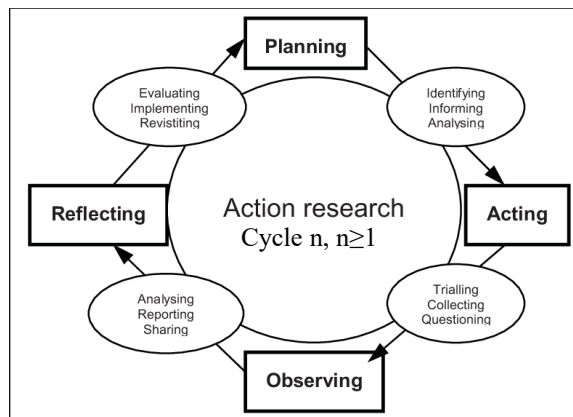 Planning
Evaluating
Implementing
Revistiting
Identifying
Informing
Analysing
Reflecting
Action research
Cycle n, n≥1
Acting
Analysing
Reporting
Sharing
Trialling
Collecting
Questioning
Observing